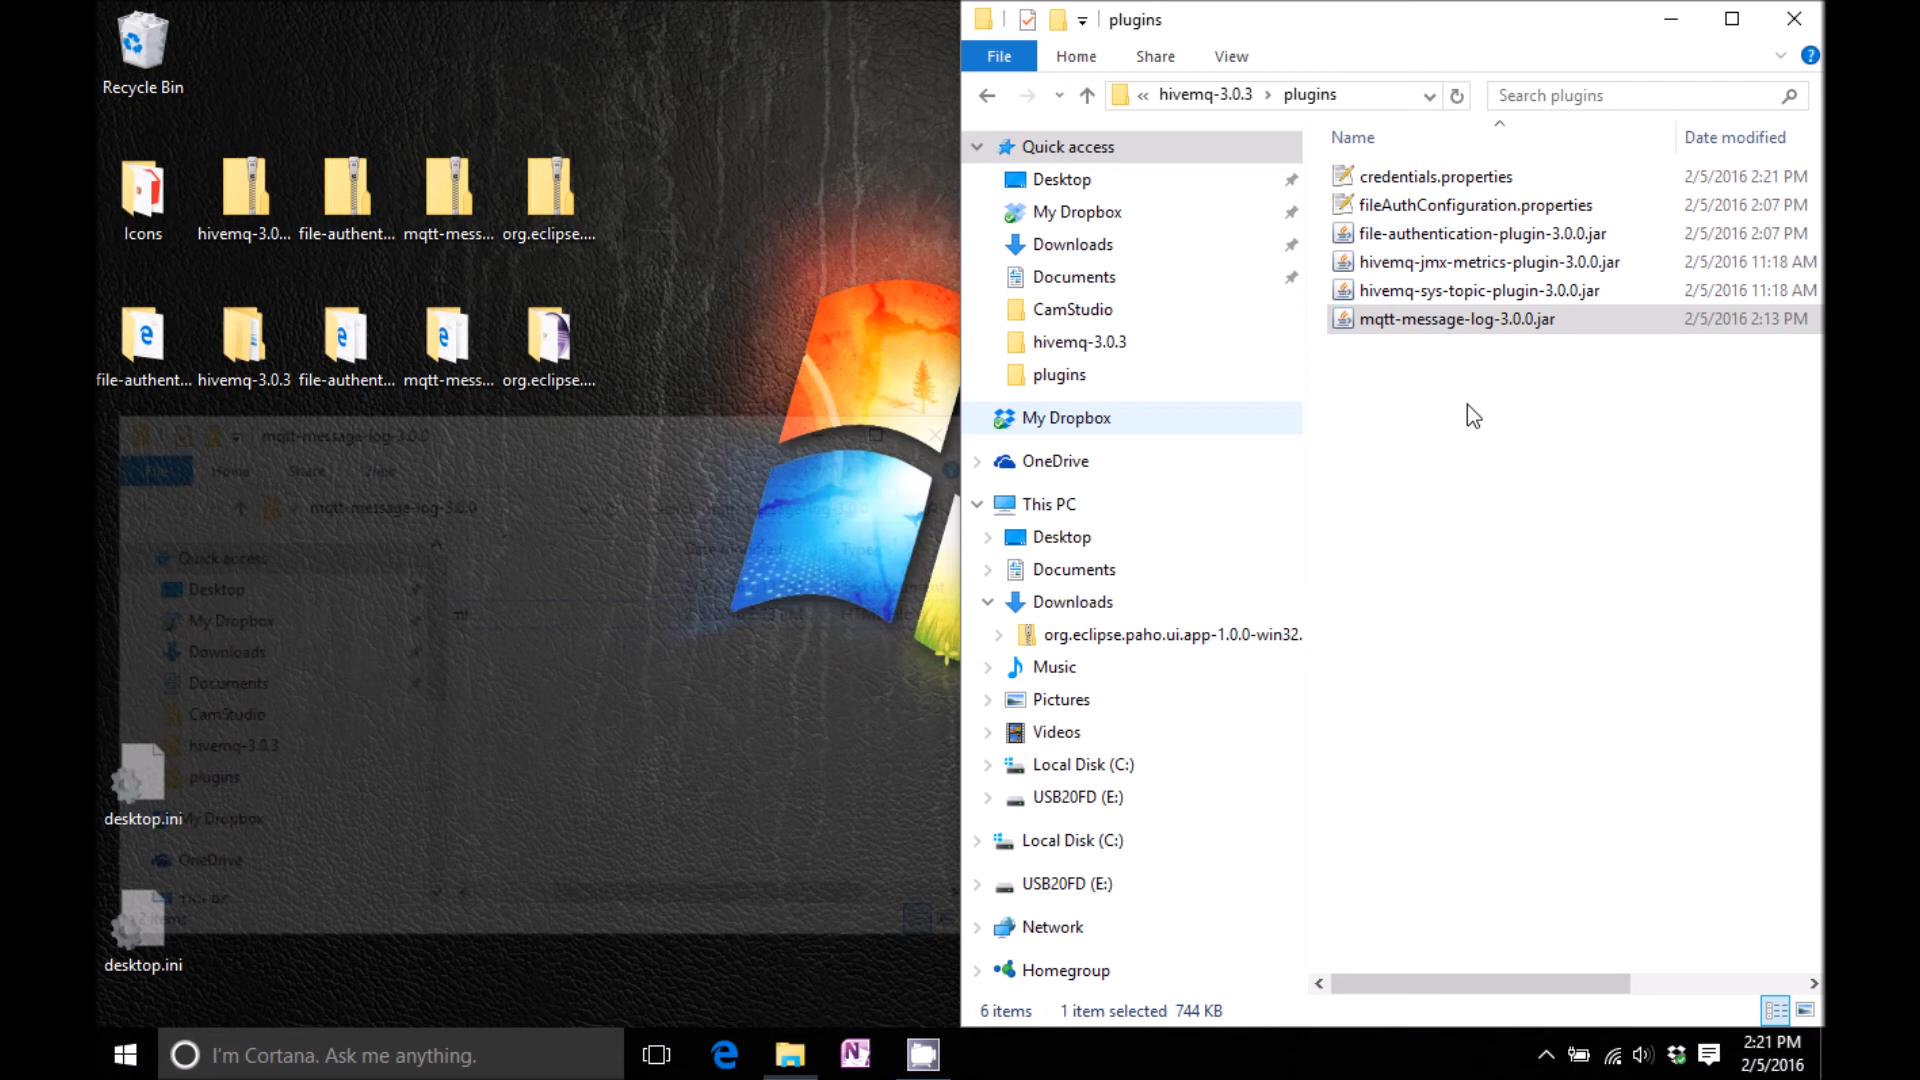 Recycle Bin
Icons
hivemq-3.0...
file-authent...
mqtt-mess...
org.eclipse....
file-authent...
hivemq-3.0.3
file-authent...
mqtt-mess...
org.eclipse....
mqtt-message-log-3.0.0
File Home Share View
mqtt-message-log-3.0.0
Quick access
Desktop
My Dropbox
Downloads
Documents
CamStudio
hivemq-3.0.3
plugins
My Dropbox
OneDrive
2 items
desktop.ini
desktop.ini
plugins
File Home Share View
« hivemq-3.0.3 > plugins
Search plugins
Quick access
Desktop
My Dropbox
Downloads
Documents
CamStudio
hivemq-3.0.3
plugins
My Dropbox
OneDrive
This PC
Desktop
Documents
Downloads
org.eclipse.paho.ui.app-1.0.0-win32.
Music
Pictures
Videos
Local Disk (C:)
USB20FD (E:)
Local Disk (C:)
USB20FD (E:)
Network
Homegroup
Name Date modified
credentials.properties 2/5/2016 2:21 PM
fileAuthConfiguration.properties 2/5/2016 2:07 PM
file-authentication-plugin-3.0.0.jar 2/5/2016 2:07 PM
hivemq-jmx-metrics-plugin-3.0.0.jar 2/5/2016 11:18 AM
hivemq-sys-topic-plugin-3.0.0.jar 2/5/2016 11:18 AM
mqtt-message-log-3.0.0.jar 2/5/2016 2:13 PM
6 items 1 item selected 744 KB
I'm Cortana. Ask me anything.
2:21 PM
2/5/2016